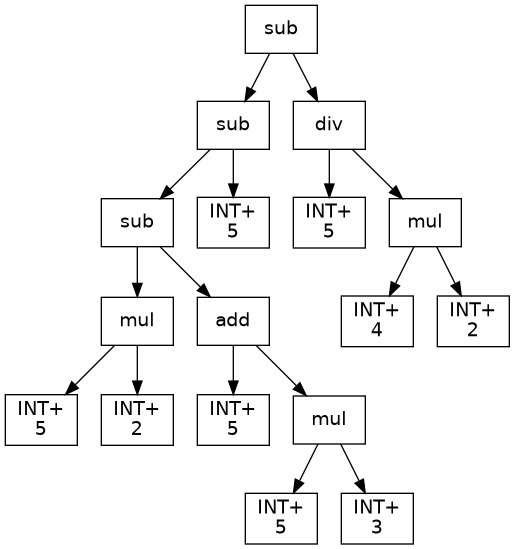 sub
sub
div
sub
INT+
5
INT+
5
mul
mul
add
INT+
4
INT+
2
INT+
5
INT+
2
INT+
5
mul
INT+
5
INT+
3